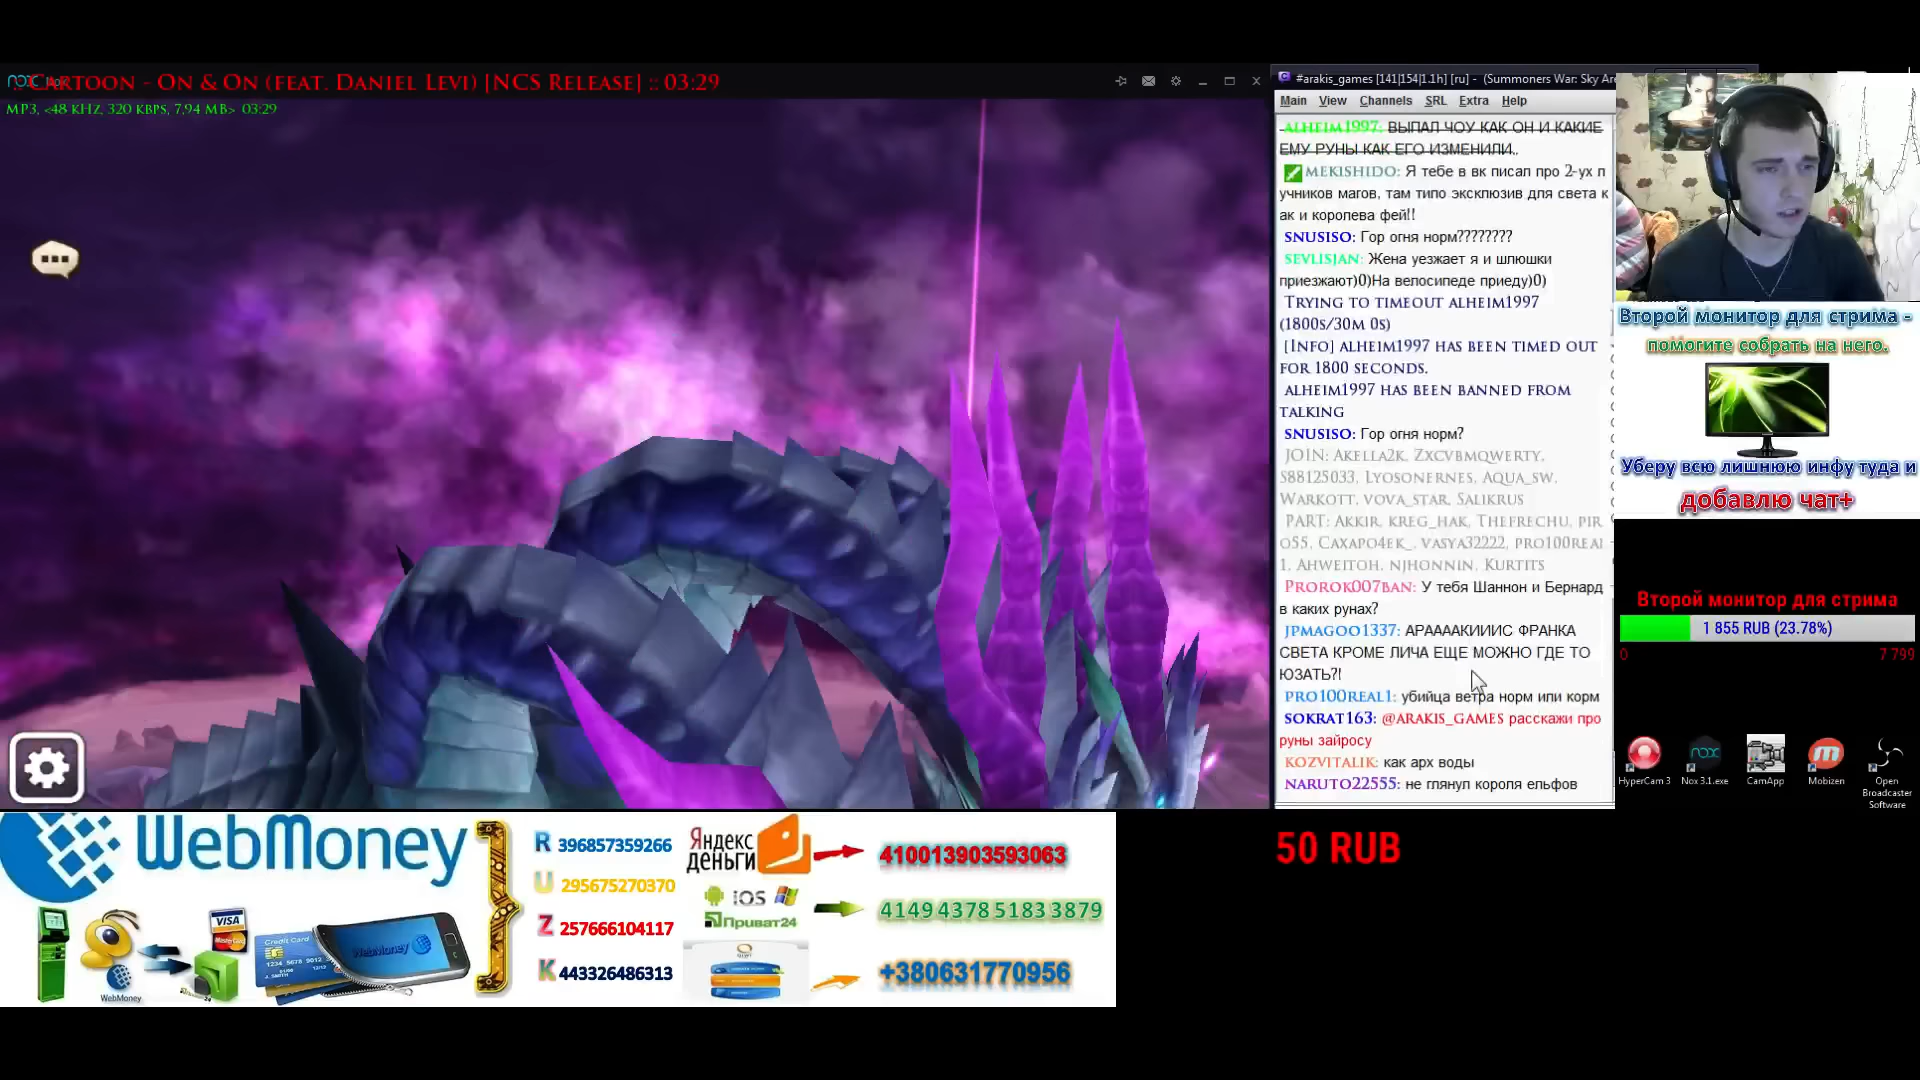 .: Cartoon - On & On (feat. Daniel Levi) [NCS Release] :: 03:29
MP3, <48 kHz, 320 kbps, 7,94 MB> 03:29
#arakis_games [141|154|1.1h] [ru] - (Summoners War: Sky Are
Main View Channels SRL Extra Help
ALHEIM1997: ВЫПАЛ ЧОУ КАК ОН И КАКИЕ
ЕМУ РУНЫ КАК ЕГО ИЗМЕНИЛИ..
MEKISHIDO: Я тебе в вк писал про 2-ух п
учников магов, там типо эксклюзив для света к
ак и королева фей!!
SNUSISO: Гор огня норм????????
SEVLISJAN: Жена уезжает я и шлюшки
приезжают)0)На велосипеде приеду)0)
Trying to timeout alheim1997
(1800s/30m 0s)
[Info] alheim1997 has been timed out
for 1800 seconds.
alheim1997 has been banned from
talking
SNUSISO: Гор огня норм?
JOIN: Akella2k, Zxcvbmqwerty,
S88125033, Lyosonernes, Aqua_sw,
Warkott, vova_star, Salikrus
PART: Akkir, kreg_hak, Thefrechu, pir
o55, Caxapo4ek_, vasya32222, pro100real
1, Ahweitoh, njhonnin, Kurtits
Prorok007ban: У тебя Шаннон и Бернард
в каких рунах?
JPMAGOO1337: АРААААКИИИС ФРАНКА
СВЕТА КРОМЕ ЛИЧА ЕЩЕ МОЖНО ГДЕ ТО
ЮЗАТЬ?!
PRO100REAL1: убийца ветра норм или корм
SOKRAT163: @ARAKIS_GAMES расскажи про
руны зайросу
KOZVITALIK: как арх воды
NARUTO22555: не глянул короля ельфов
Второй монитор для стрима -
помогите собрать на него.
Уберу всю лишнюю инфу туда и
добавлю чат+
Второй монитор для стрима
1 855 RUB (23.78%)
0
7 799
HyperCam 3
Nox 3.1.exe
CamApp
Mobizen
Open
Broadcaster
Software
50 RUB
WebMoney
R 396857359266
U 295675270370
Z 257666104117
K 443326486313
Яндекс
деньги
410013903593063
iOS
Приват24
4149 4378 5183 3879
+380631770956
VISA
MasterCard
Credit Card
WebMoney
WebMoney